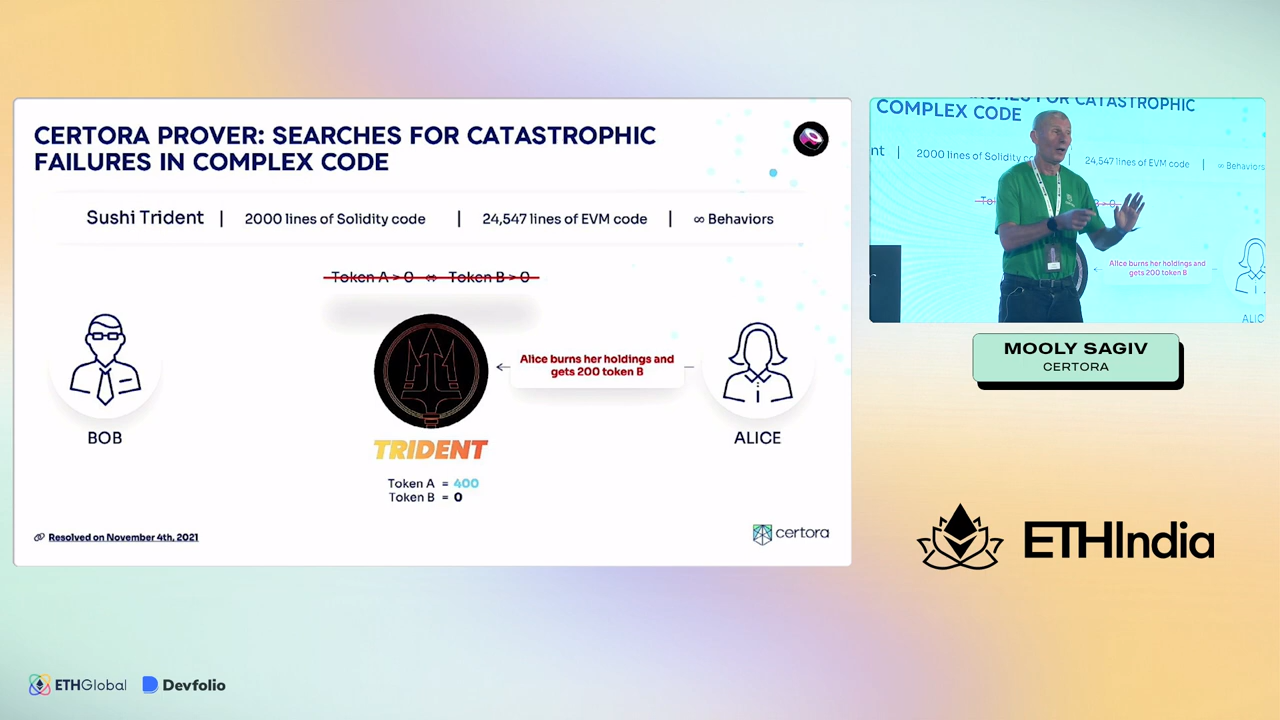 CERTORA PROVER: SEARCHES FOR CATASTROPHIC
FAILURES IN COMPLEX CODE
Sushi Trident | 2000 lines of Solidity code | 24,547 lines of EVM code | ∞ Behaviors
Token A > 0 ⇔ Token B > 0
Alice burns her holdings and
gets 200 token B
BOB
ALICE
TRIDENT
Token A = 400
Token B = 0
Resolved on November 4th, 2021
certora
CATASTROPHIC
COMPLEX CODE
nt | 2000 lines of Solidity | 24,547 lines of EVM code | ∞ Behaviors
Alice burns her holdings and
gets 200 token B
ALIC
MOOLY SAGIV
CERTORA
ETHIndia
ETHGlobal
Devfolio